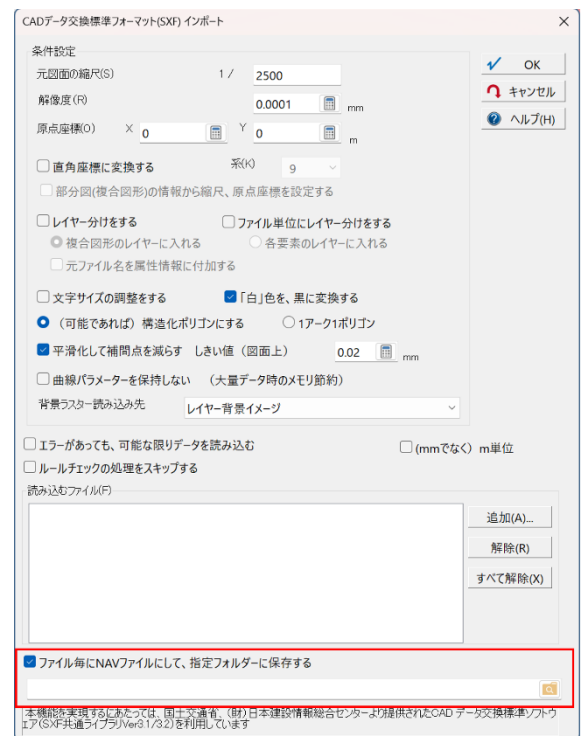 CADデータ交換標準フォーマット(SXF) インポート
条件設定
元図面の縮尺(S) 1 / 2500
解像度(R) 0.0001 mm
原点座標(O) X 0 Y 0 m
直角座標に変換する 系(K) 9
部分図(複合図形)の情報から縮尺、原点座標を設定する
レイヤー分けをする ファイル単位にレイヤー分けをする
複合図形のレイヤーに入れる 各要素のレイヤーに入れる
元ファイル名を属性情報に付加する
文字サイズの調整をする 「白」色を、黒に変換する
(可能であれば) 構造化ポリゴンにする 1アーク1ポリゴン
平滑化して補間点を減らす しきい値(図面上) 0.02 mm
曲線パラメーターを保持しない (大量データ時のメモリ節約)
背景ラスター読み込み先 レイヤー背景イメージ
OK
キャンセル
ヘルプ(H)
エラーがあっても、可能な限りデータを読み込む (mmでなく) m単位
ルールチェックの処理をスキップする
読み込むファイル(F)
追加(A)...
解除(R)
すべて解除(X)
ファイル毎にNAVファイルにして、指定フォルダーに保存する
本機能を実現するにあたっては、国土交通省、(財)日本建設情報総合センターより提供されたCAD データ交換標準ソフトウ
ェア(SXF共通ライブラリVer3.1/3.2)を利用しています